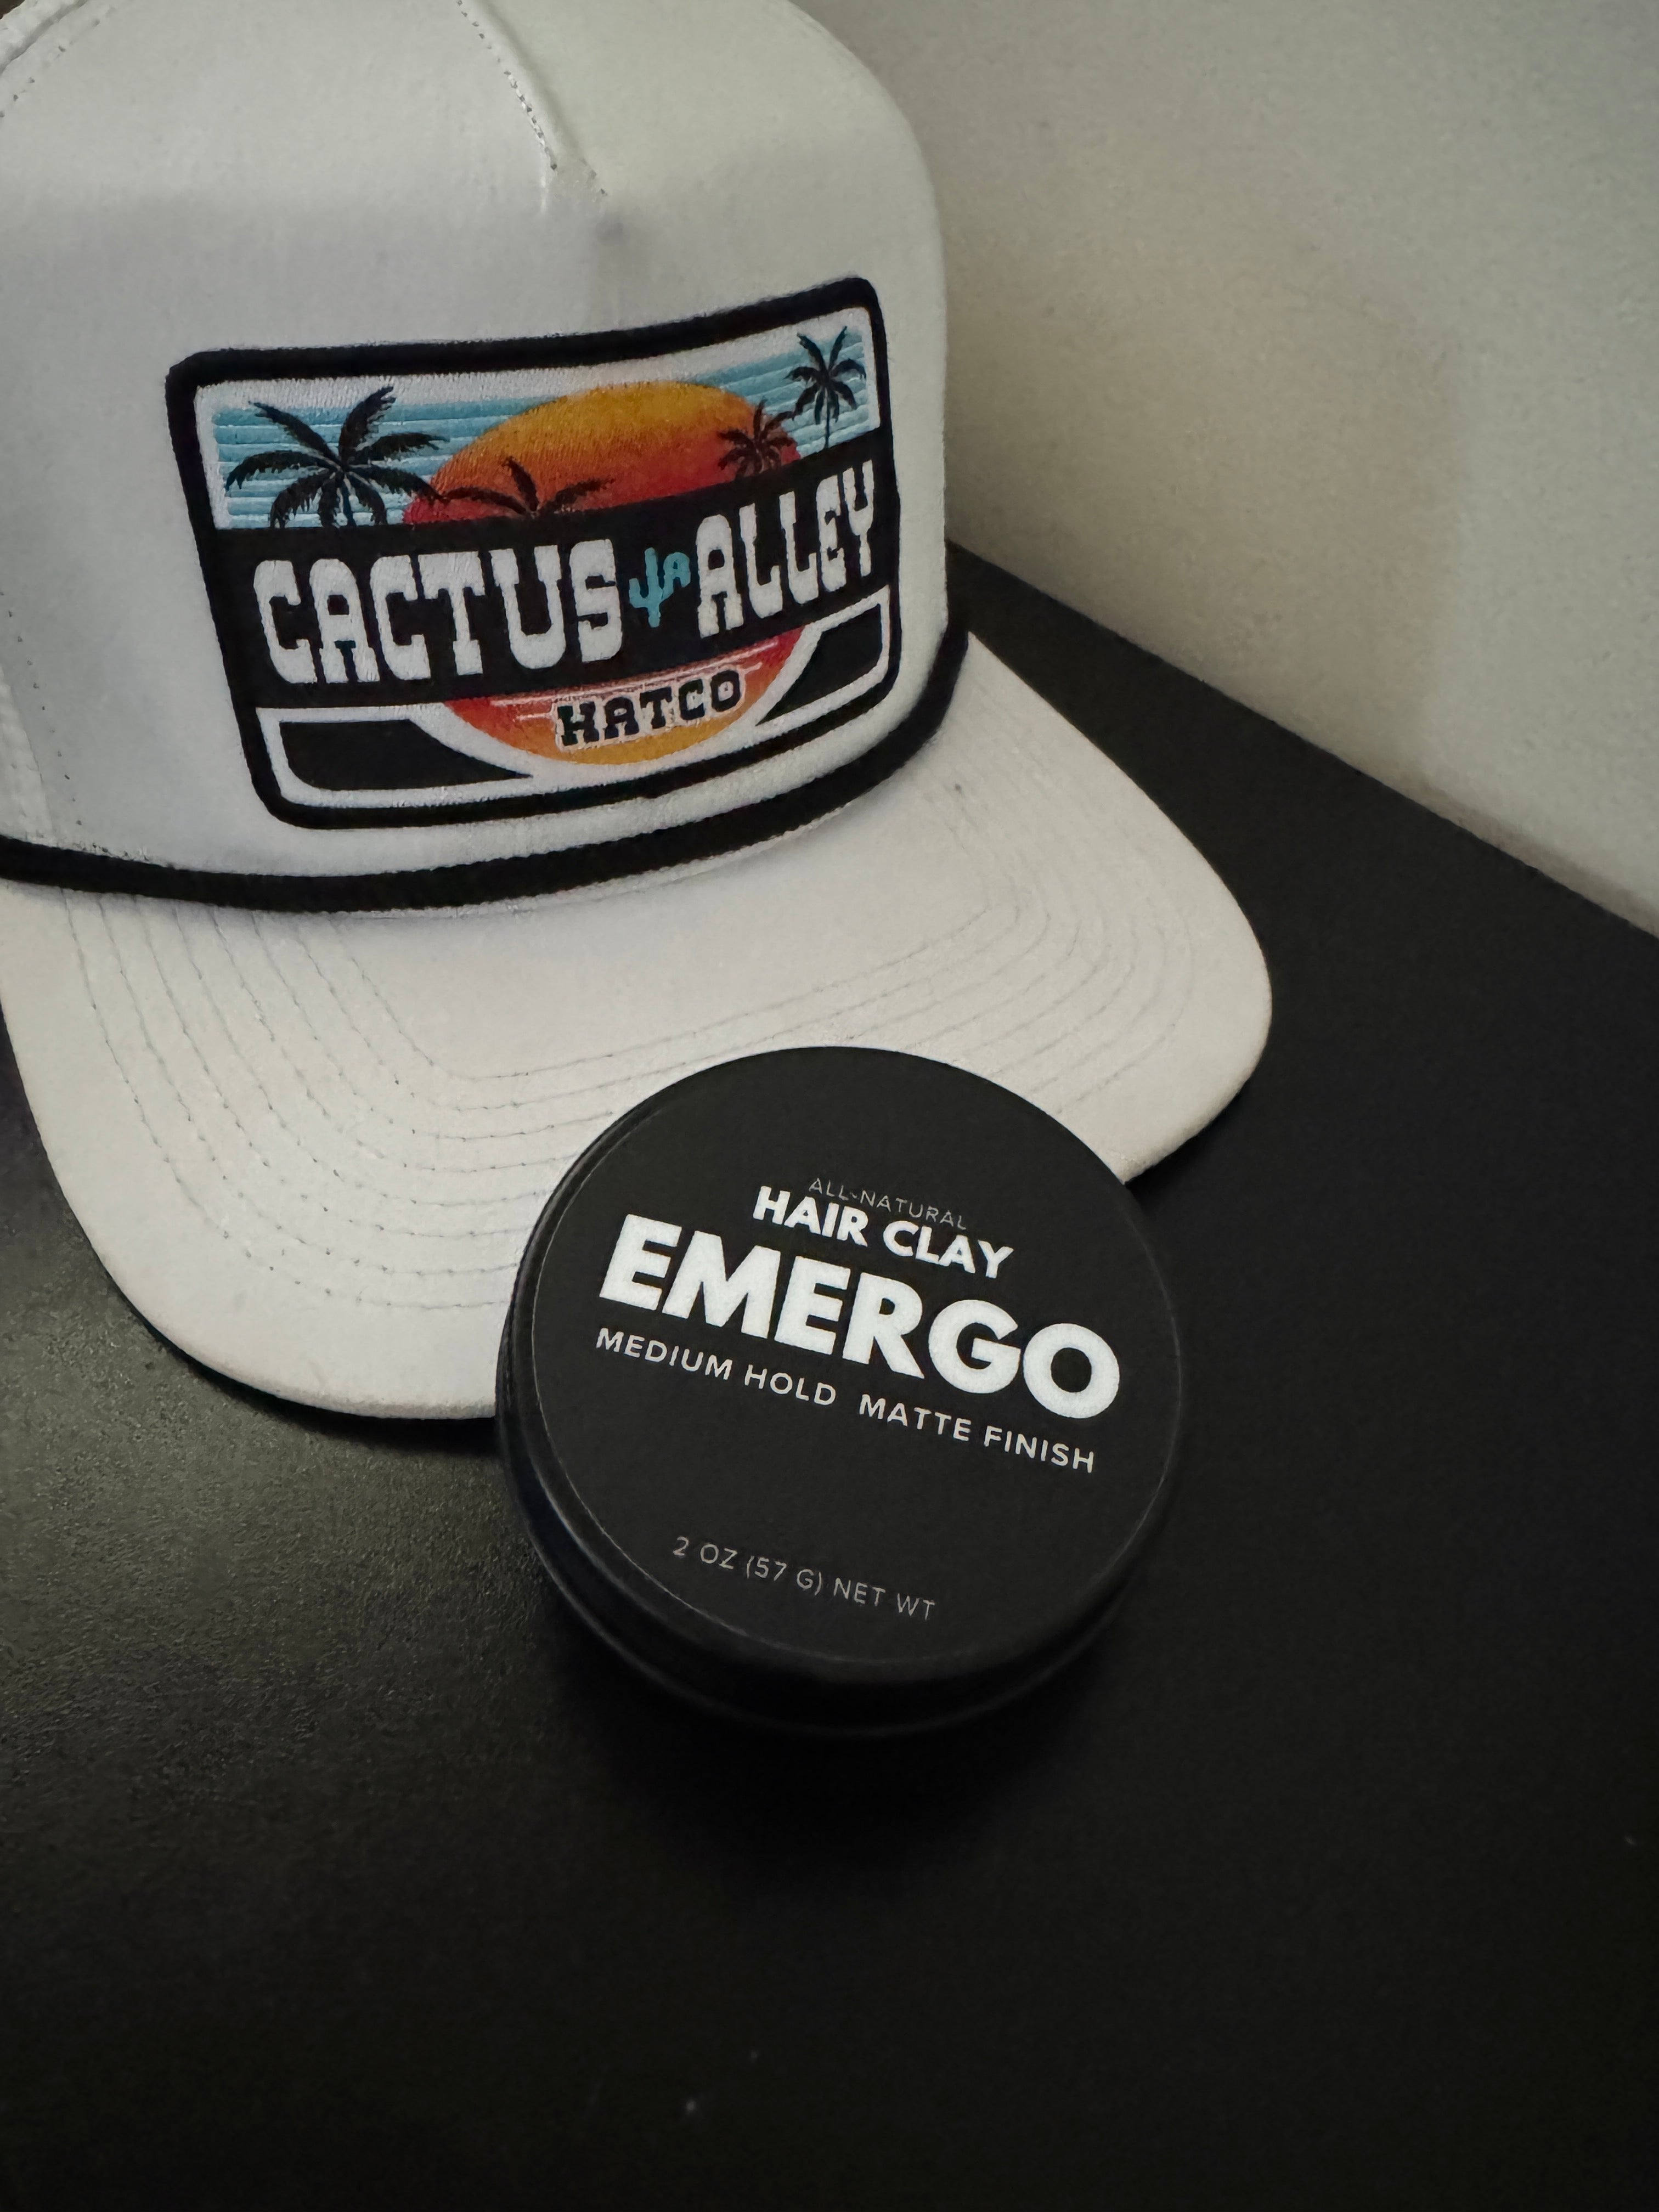 CACTUS ALLEY
HATCO
ALL-NATURAL
HAIR CLAY
EMERGO
MEDIUM HOLD MATTE FINISH
2 OZ (57 G) NET WT